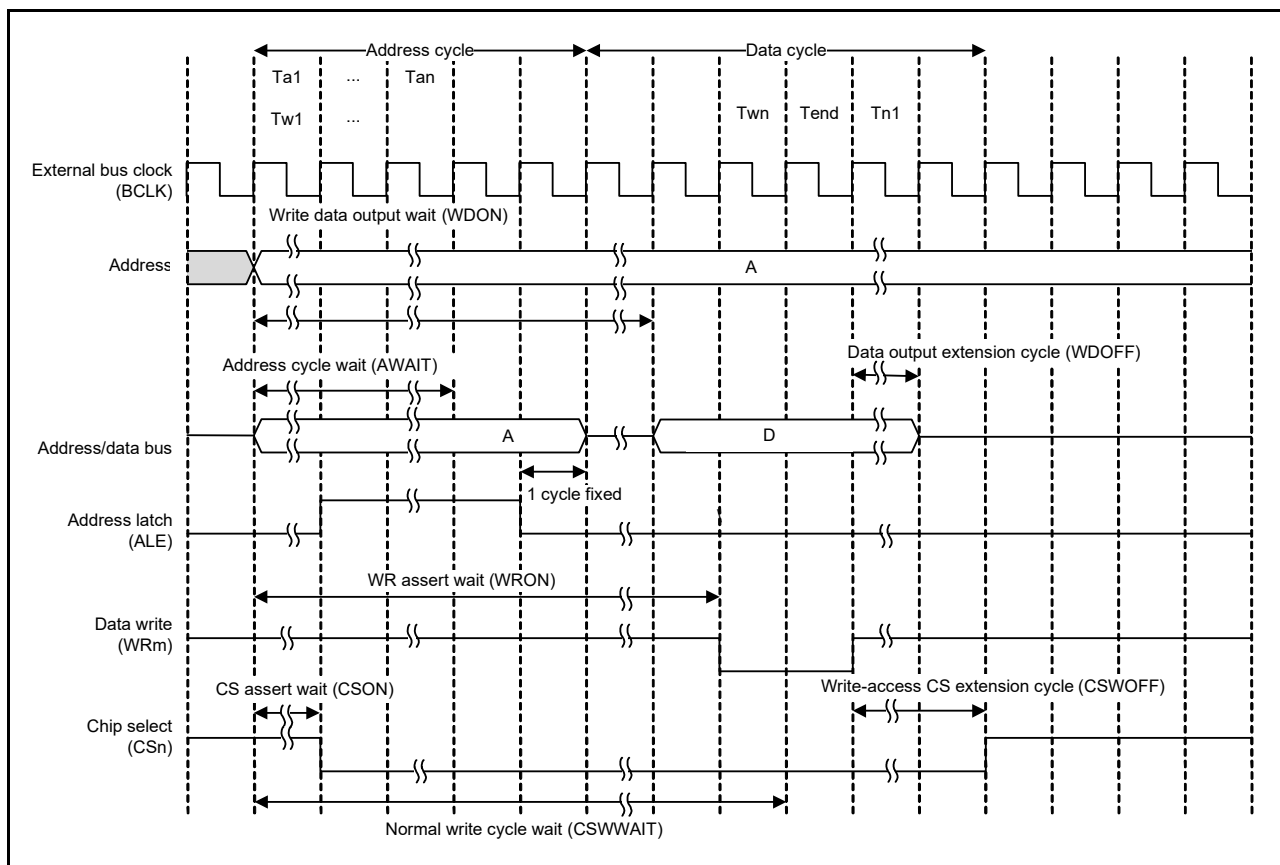 Address cycle Data cycle
Ta1 ... Tan
Twn Tend Tn1
Tw1 ...
External bus clock
(BCLK)
Write data output wait (WDON)
Address
A
Data output extension cycle (WDOFF)
Address cycle wait (AWAIT)
A D
Address/data bus
1 cycle fixed
Address latch
(ALE)
WR assert wait (WRON)
Data write
(WRm)
CS assert wait (CSON)
Write-access CS extension cycle (CSWOFF)
Chip select
(CSn)
Normal write cycle wait (CSWWAIT)